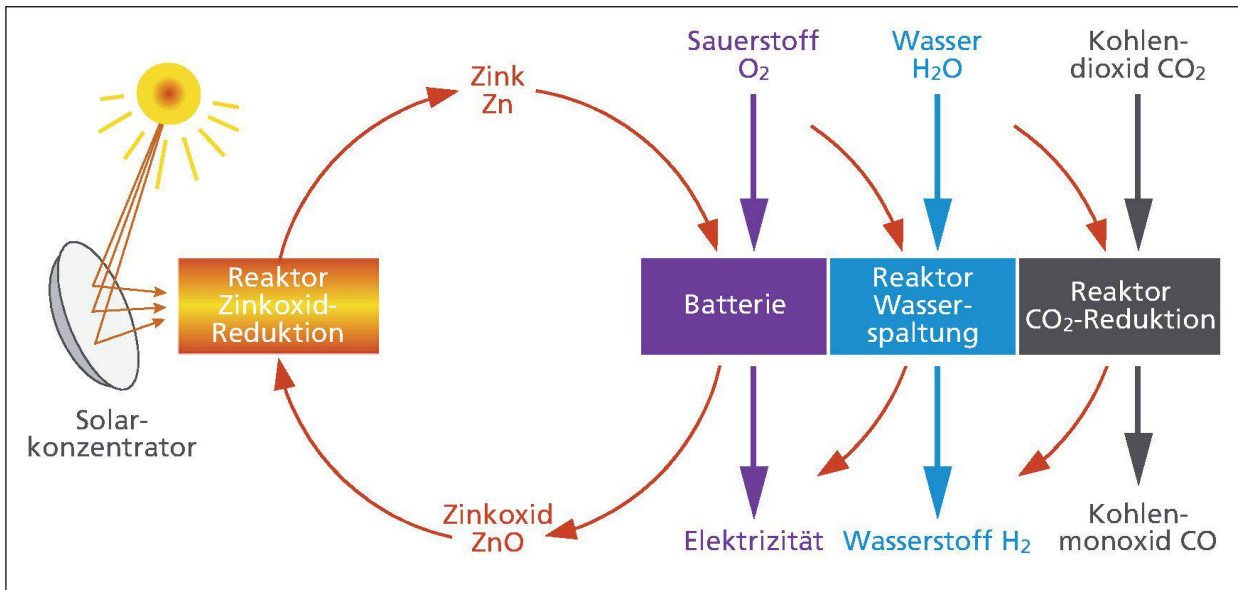 Sauerstoff
O₂
Wasser
H₂O
Kohlen-
dioxid CO₂
Zink
Zn
Reaktor
Zinkoxid-
Reduktion
Batterie
Reaktor
Wasser-
spaltung
Reaktor
CO₂-Reduktion
Solar-
konzentrator
Zinkoxid
ZnO
Elektrizität
Wasserstoff H₂
Kohlen-
monoxid CO